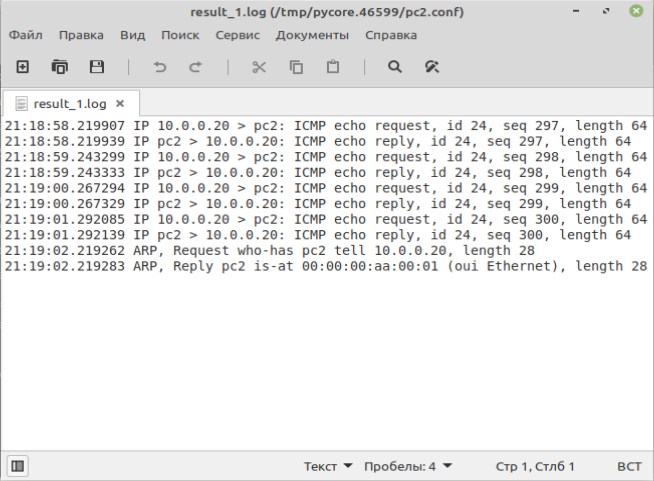 result_1.log (/tmp/pycore.46599/pc2.conf)
Файл Правка Вид Поиск Сервис Документы Справка
result_1.log ×
21:18:58.219907 IP 10.0.0.20 > pc2: ICMP echo request, id 24, seq 297, length 64
21:18:58.219939 IP pc2 > 10.0.0.20: ICMP echo reply, id 24, seq 297, length 64
21:18:59.243299 IP 10.0.0.20 > pc2: ICMP echo request, id 24, seq 298, length 64
21:18:59.243333 IP pc2 > 10.0.0.20: ICMP echo reply, id 24, seq 298, length 64
21:19:00.267294 IP 10.0.0.20 > pc2: ICMP echo request, id 24, seq 299, length 64
21:19:00.267329 IP pc2 > 10.0.0.20: ICMP echo reply, id 24, seq 299, length 64
21:19:01.292085 IP 10.0.0.20 > pc2: ICMP echo request, id 24, seq 300, length 64
21:19:01.292139 IP pc2 > 10.0.0.20: ICMP echo reply, id 24, seq 300, length 64
21:19:02.219262 ARP, Request who-has pc2 tell 10.0.0.20, length 28
21:19:02.219283 ARP, Reply pc2 is-at 00:00:00:aa:00:01 (oui Ethernet), length 28
Текст Пробелы: 4 Стр 1, Стлб 1 ВСТ